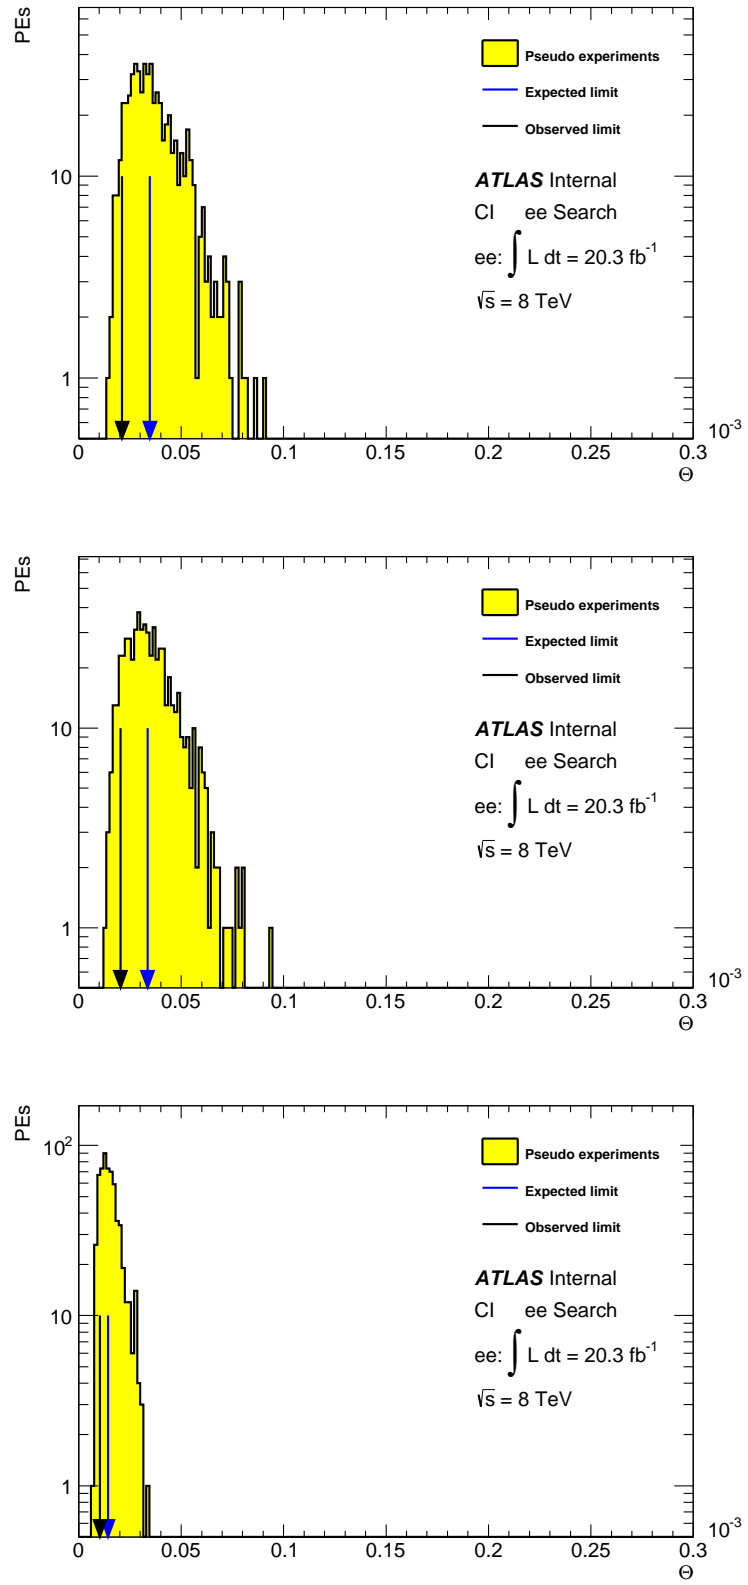 PEs
Pseudo experiments
Expected limit
Observed limit
ATLAS Internal
CI ee Search
ee: ∫ L dt = 20.3 fb⁻¹
√s = 8 TeV
10
1
0 0.05 0.1 0.15 0.2 0.25 0.3
10⁻³
Θ
PEs
Pseudo experiments
Expected limit
Observed limit
ATLAS Internal
CI ee Search
ee: ∫ L dt = 20.3 fb⁻¹
√s = 8 TeV
10
1
0 0.05 0.1 0.15 0.2 0.25 0.3
10⁻³
Θ
PEs
10²
Pseudo experiments
Expected limit
Observed limit
ATLAS Internal
CI ee Search
10
ee: ∫ L dt = 20.3 fb⁻¹
√s = 8 TeV
1
0 0.05 0.1 0.15 0.2 0.25 0.3
10⁻³
Θ